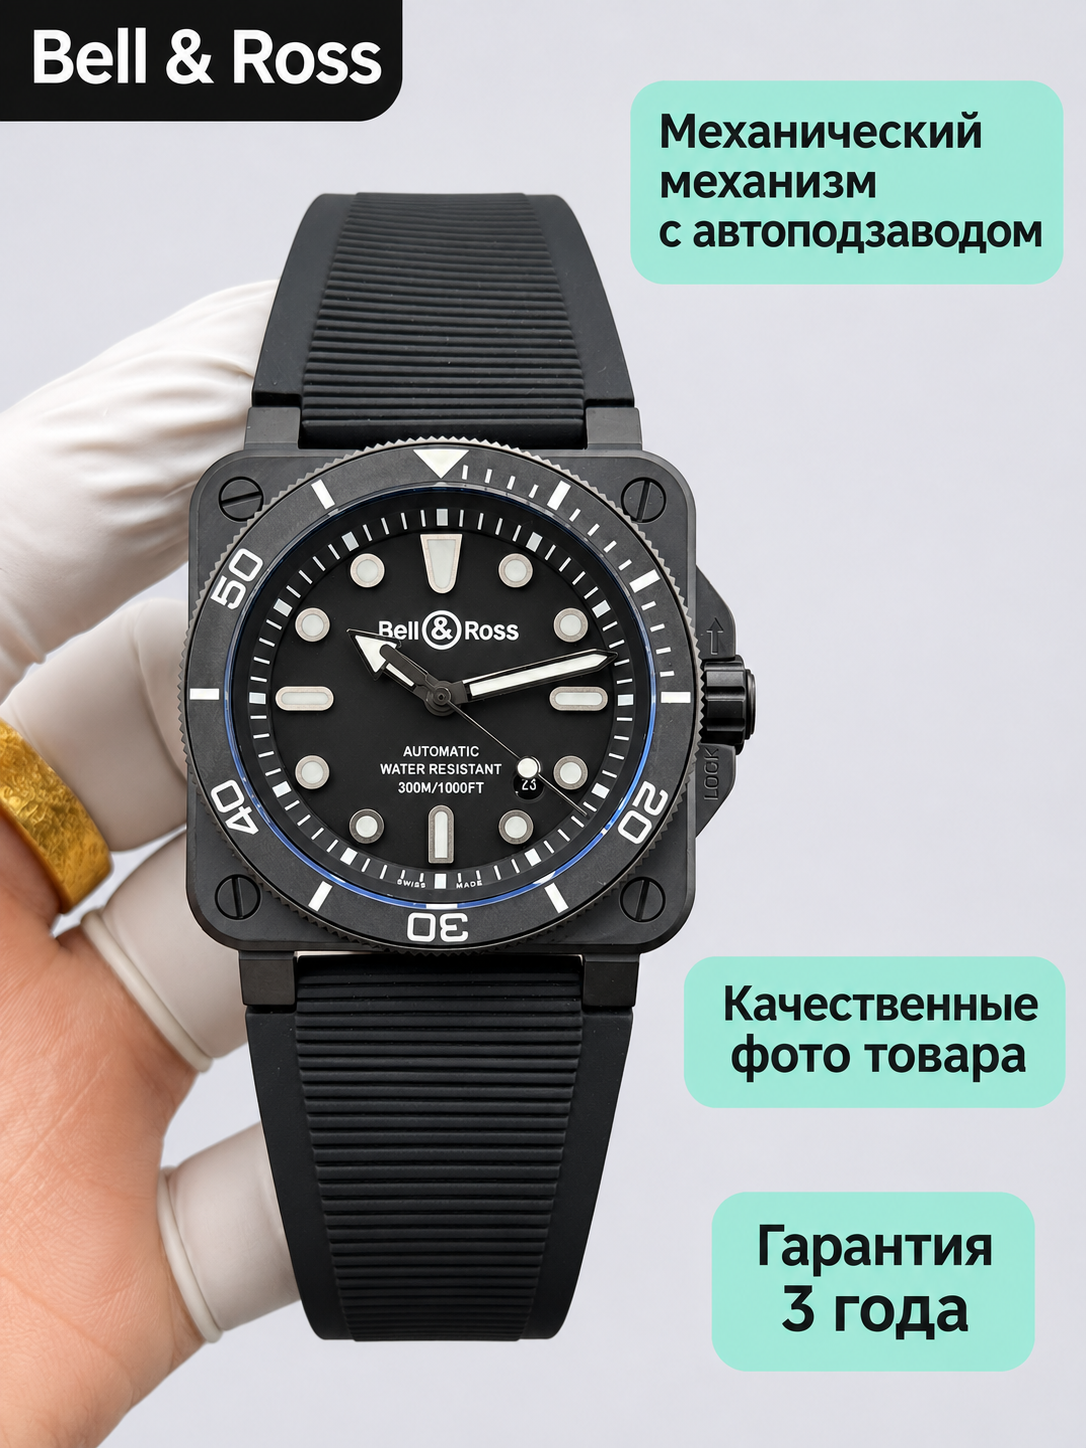 Bell & Ross
Механический
механизм
с автоподзаводом
50
Bell & Ross
AUTOMATIC
WATER RESISTANT
300M/1000FT
23
LOCK
40
20
SWISS MADE
30
Качественные
фото товара
Гарантия
3 года